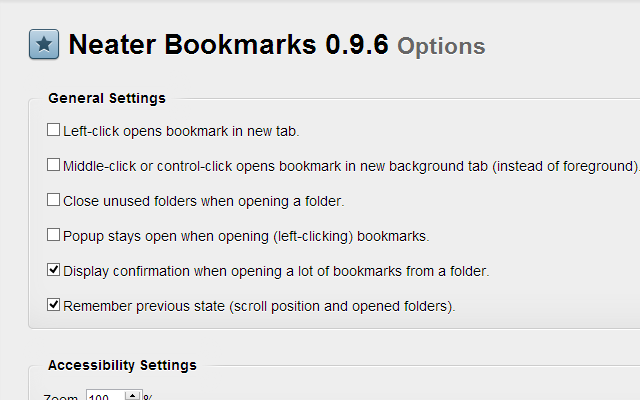 Neater Bookmarks 0.9.6 Options
General Settings
Left-click opens bookmark in new tab.
Middle-click or control-click opens bookmark in new background tab (instead of foreground).
Close unused folders when opening a folder.
Popup stays open when opening (left-clicking) bookmarks.
Display confirmation when opening a lot of bookmarks from a folder.
Remember previous state (scroll position and opened folders).
Accessibility Settings
Zoom 100 %